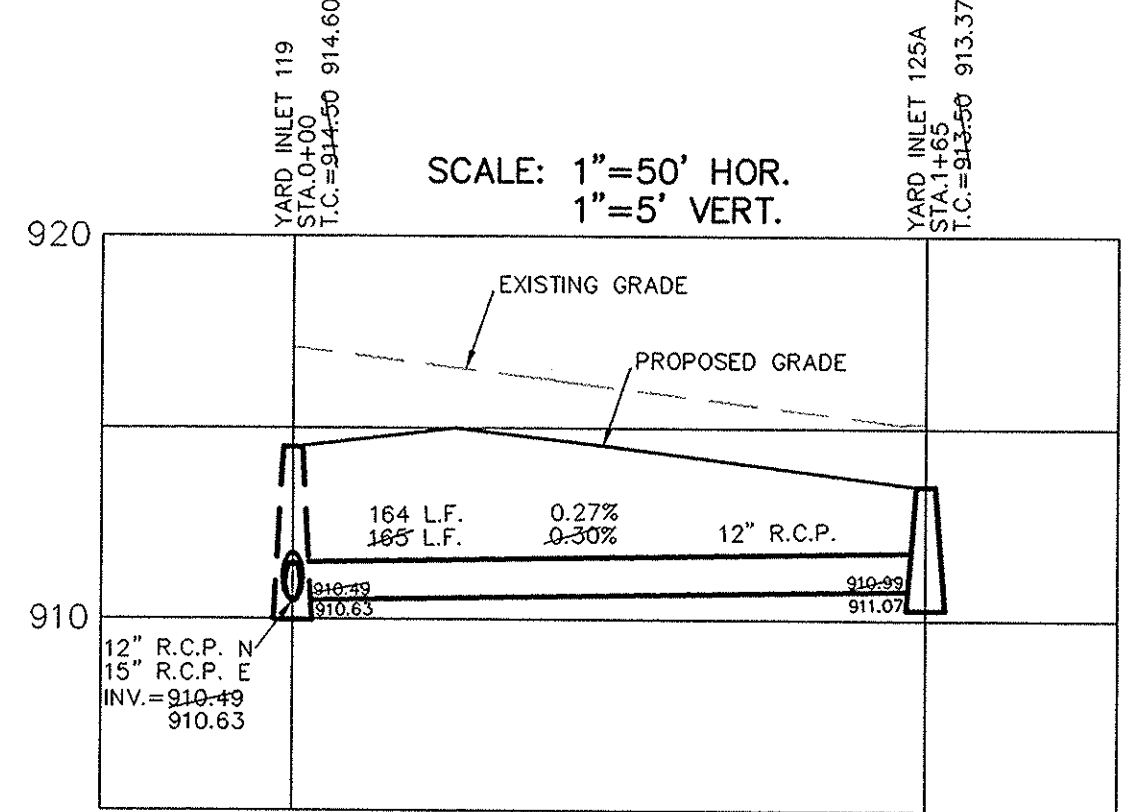 YARD INLET 119
STA.0+00
T.C.=914.50 914.60
YARD INLET 125A
STA.1+65
T.C.=913.50 913.37
SCALE: 1"=50' HOR.
1"=5' VERT.
920
EXISTING GRADE
PROPOSED GRADE
164 L.F. 0.27%
165 L.F. 0.30% 12" R.C.P.
910.49 910.99
910.63 911.07
910
12" R.C.P. N
15" R.C.P. E
INV.=910.49
910.63